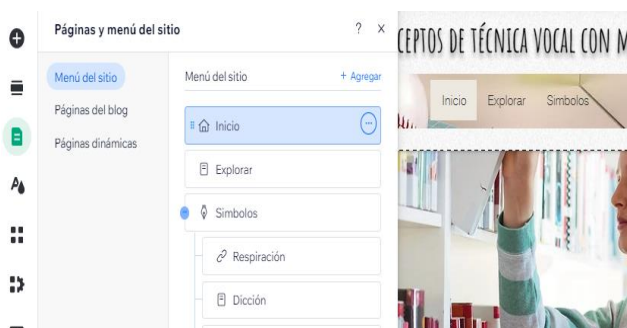 Páginas y menú del sitio ? x
Menú del sitio
Páginas del blog
Páginas dinámicas
Menú del sitio + Agregar
Inicio
Explorar
Simbolos
Respiración
Dicción
CEPTOS DE TÉCNICA VOCAL CON M
Inicio Explorar Simbolos